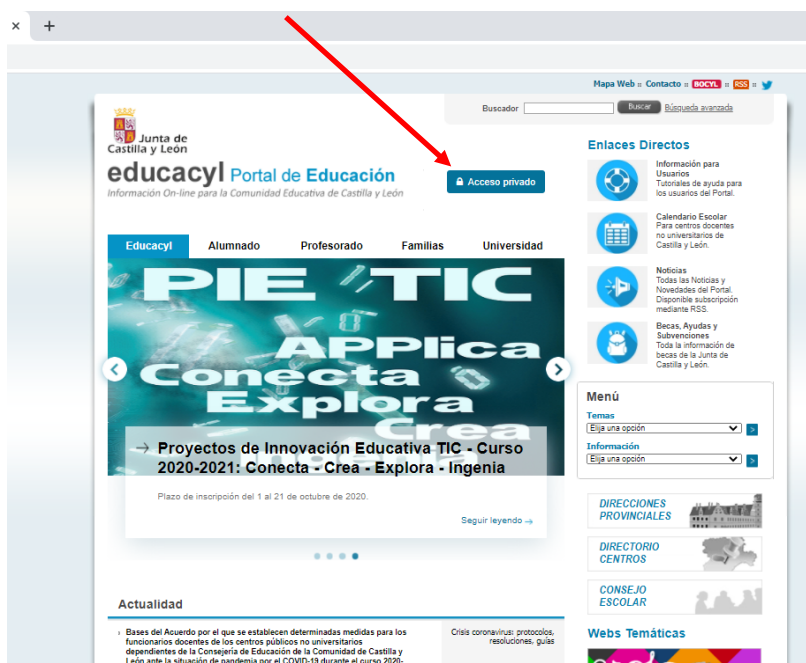 Mapa Web :: Contacto :: BOCYL :: RSS ::
Buscador
Buscar
Búsqueda avanzada
Junta de
Castilla y León
educacyl Portal de Educación
Información On-line para la Comunidad Educativa de Castilla y León
Acceso privado
Educacyl Alumnado Profesorado Familias Universidad
PIE TIC
APPlica
Conecta
Explora
Crea
Ingenia
→ Proyectos de Innovación Educativa TIC - Curso
2020-2021: Conecta - Crea - Explora - Ingenia
Plazo de inscripción del 1 al 21 de octubre de 2020.
Seguir leyendo →
Actualidad
Bases del Acuerdo por el que se establecen determinadas medidas para los
funcionarios docentes de los centros públicos no universitarios
dependientes de la Consejería de Educación de la Comunidad de Castilla y
León ante la situación de pandemia por el COVID-19 durante el curso 2020-
Crisis coronavirus: protocolos,
resoluciones, guías
Enlaces Directos
Información para
Usuarios
Tutoriales de ayuda para
los usuarios del Portal.
Calendario Escolar
Para centros docentes
no universitarios de
Castilla y León.
Noticias
Todas las Noticias y
Novedades del Portal.
Disponible subscripción
mediante RSS.
Becas, Ayudas y
Subvenciones
Toda la información de
becas de la Junta de
Castilla y León.
Menú
Temas
Elija una opción
>
Información
Elija una opción
>
DIRECCIONES
PROVINCIALES
DIRECTORIO
CENTROS
CONSEJO
ESCOLAR
Webs Temáticas